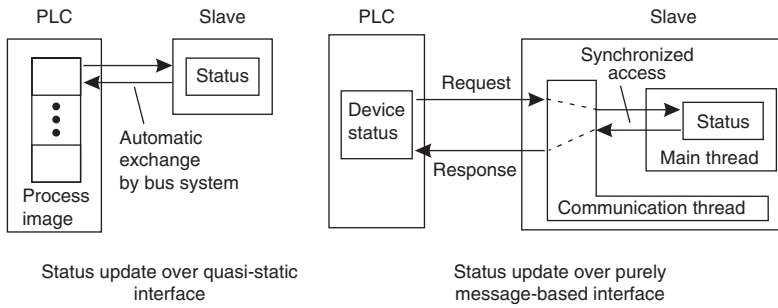 PLC
Slave
Status
Automatic
exchange
by bus system
Process
image
Status update over quasi-static
interface
PLC
Slave
Synchronized
access
Request
Device
status
Status
Main thread
Response
Communication thread
Status update over purely
message-based interface